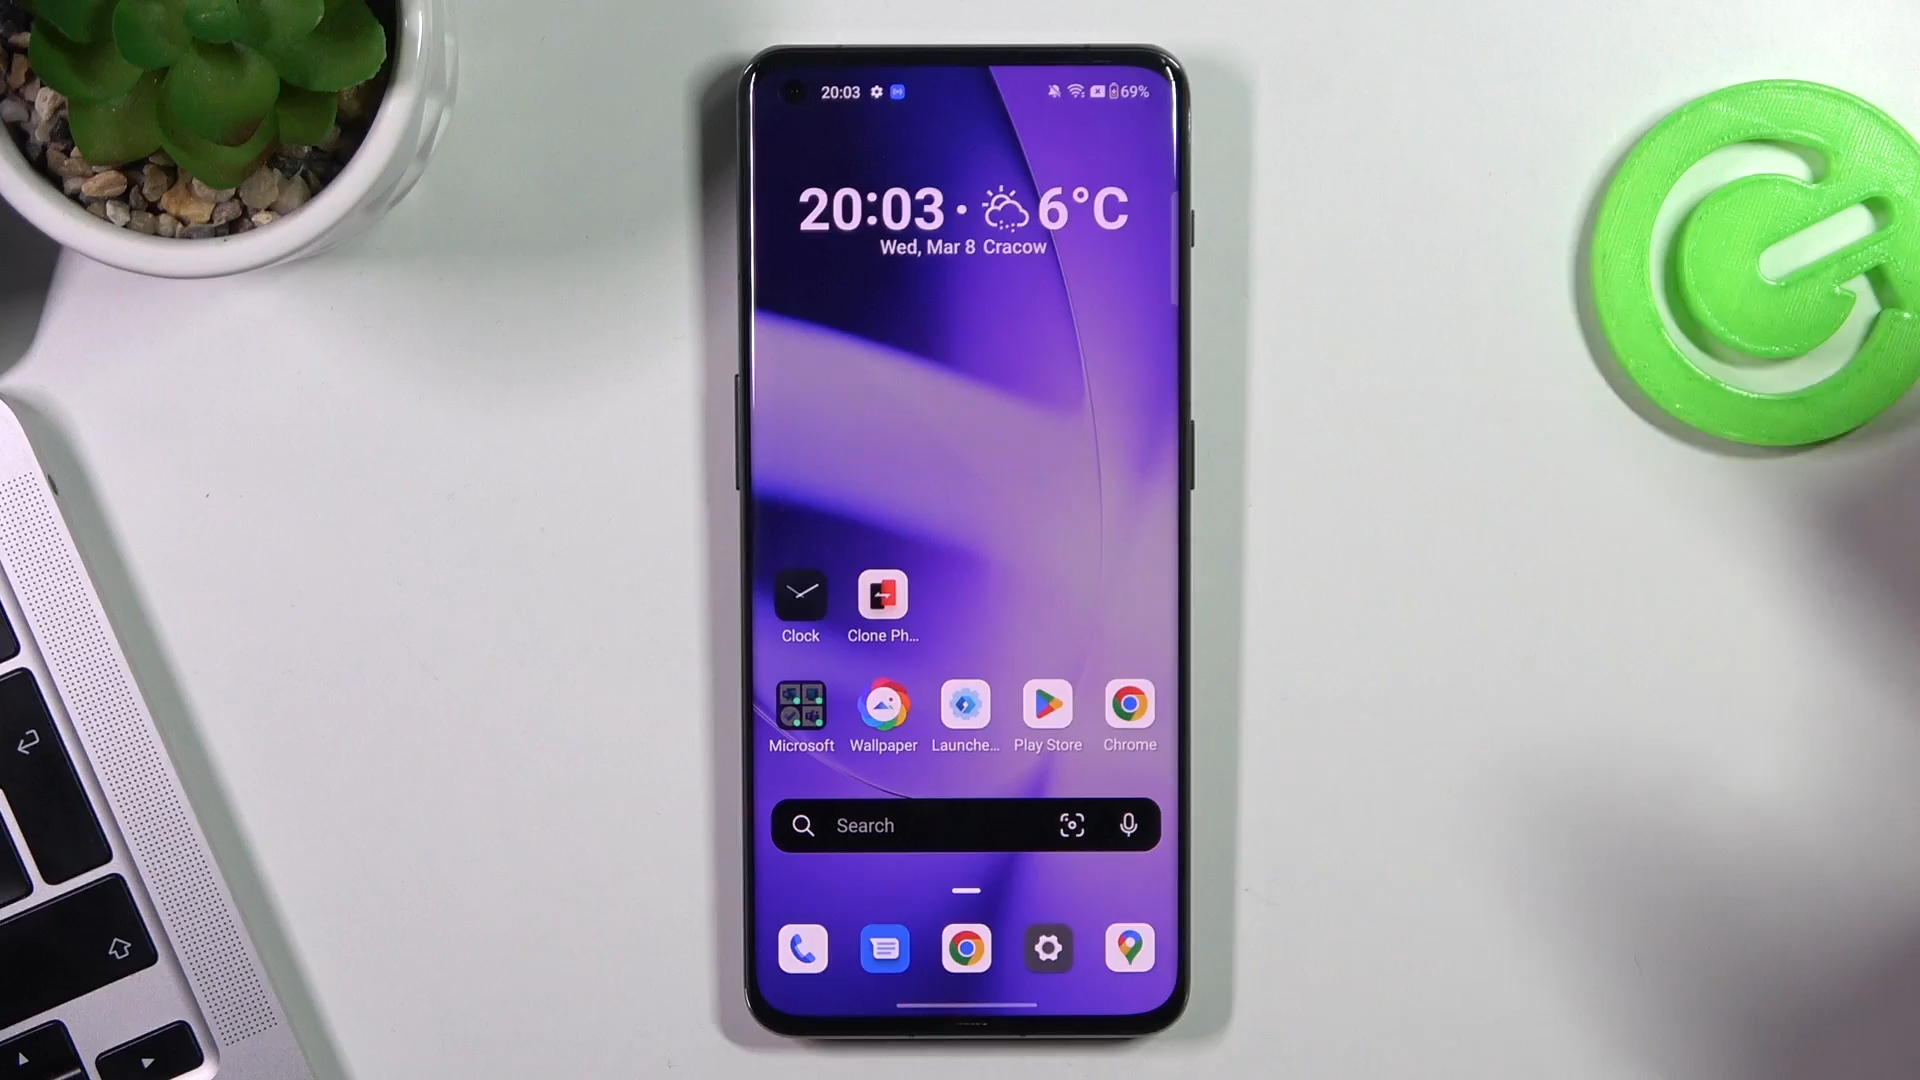 20:03
69%
20:03 · 6°C
Wed, Mar 8 Cracow
Clock
Clone Ph...
Microsoft
Wallpaper
Launche...
Play Store
Chrome
Search